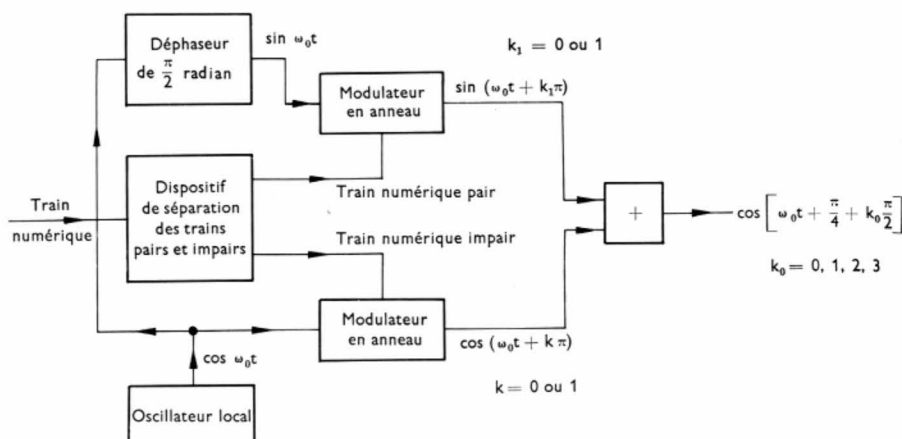 Déphaseur
de π/2 radian
sin ω₀t
k₁ = 0 ou 1
Modulateur
en anneau
sin (ω₀t + k₁π)
Train
numérique
Dispositif
de séparation
des trains
pairs et impairs
Train numérique pair
Train numérique impair
+
cos [ω₀t + π/4 + k₀ π/2]
k₀ = 0, 1, 2, 3
Modulateur
en anneau
cos (ω₀t + k π)
cos ω₀t
k = 0 ou 1
Oscillateur local